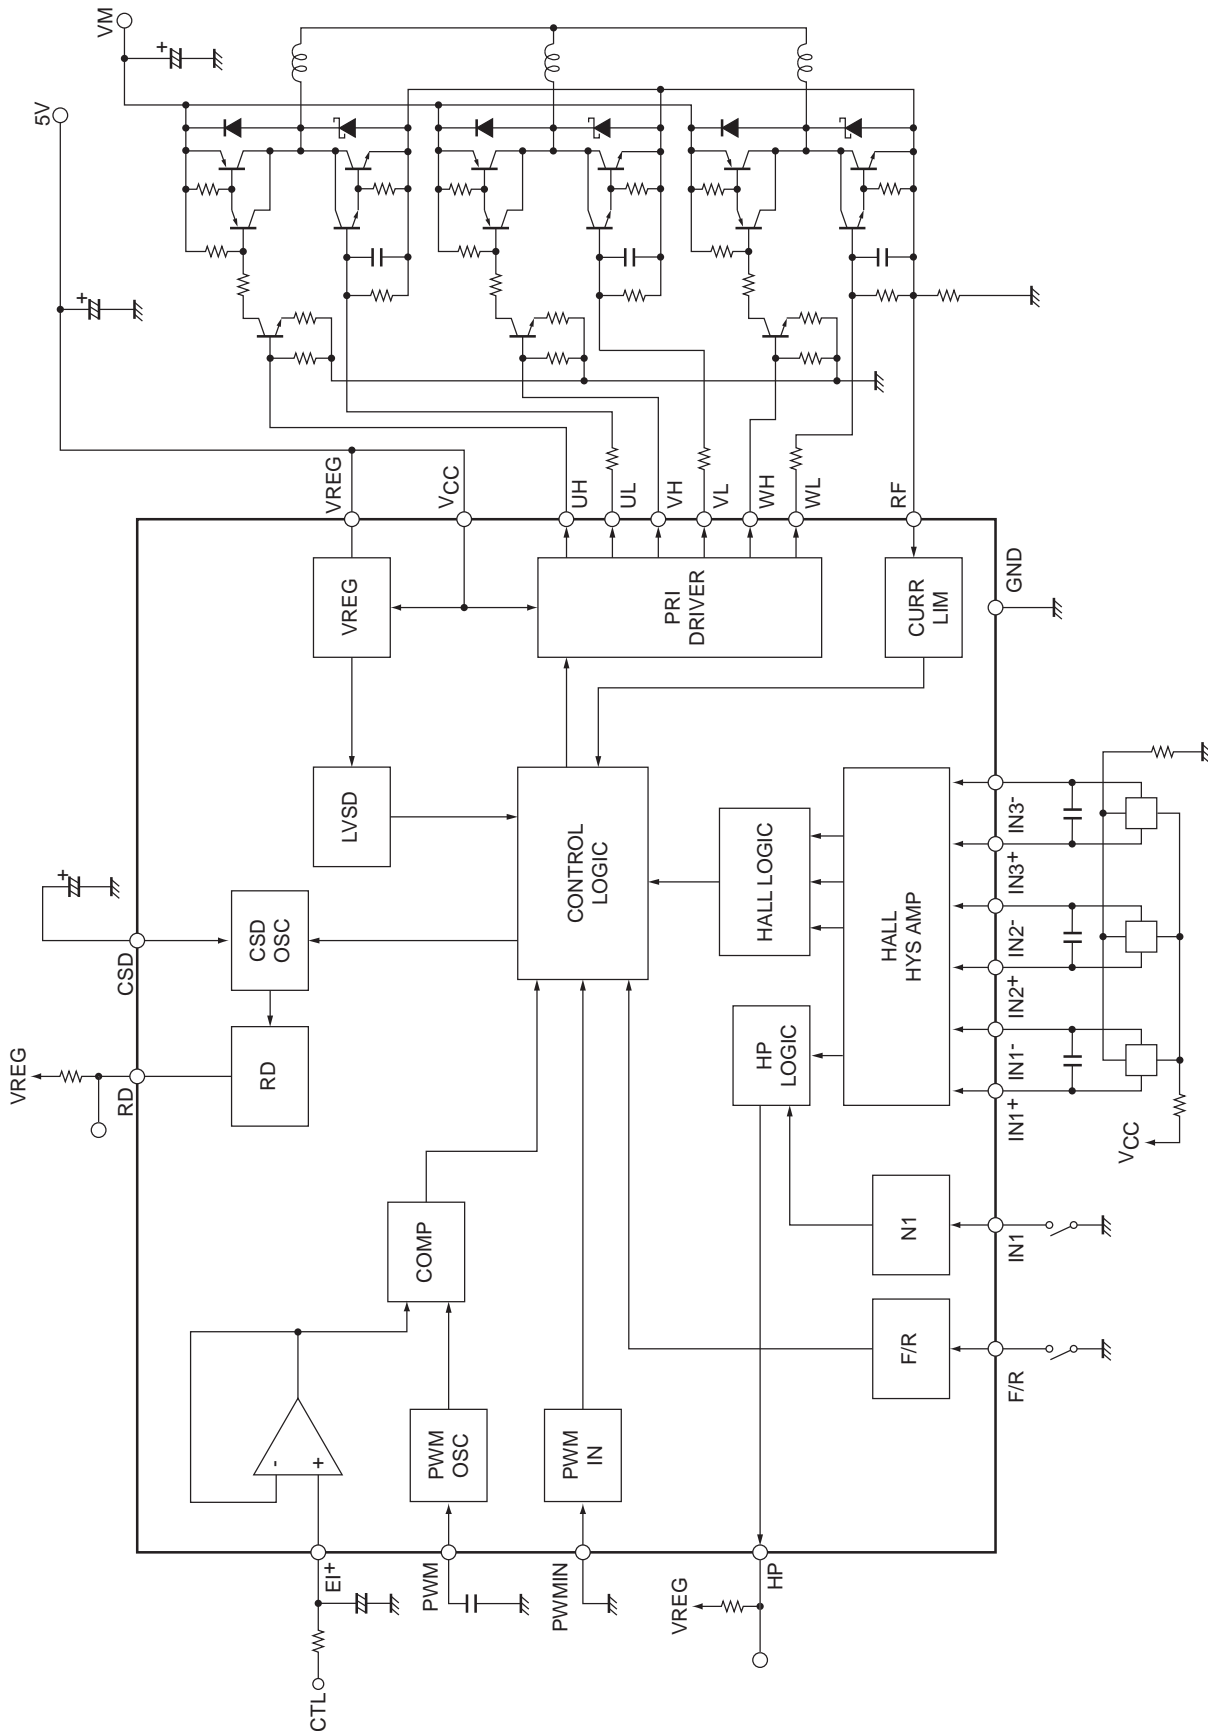 VM
5V
VREG
VCC
UH
UL
VH
VL
WH
WL
RF
VREG
PRI
DRIVER
CURR
LIM
GND
LVSD
CONTROL
LOGIC
HALL LOGIC
HALL
HYS AMP
IN3-
IN3+
IN2-
IN2+
IN1-
IN1+
VCC
CSD
CSD
OSC
RD
RD
VREG
HP
LOGIC
COMP
N1
IN1
F/R
F/R
-
+
PWM
OSC
PWM
IN
EI+
PWM
PWMIN
HP
VREG
CTL
+
+
+